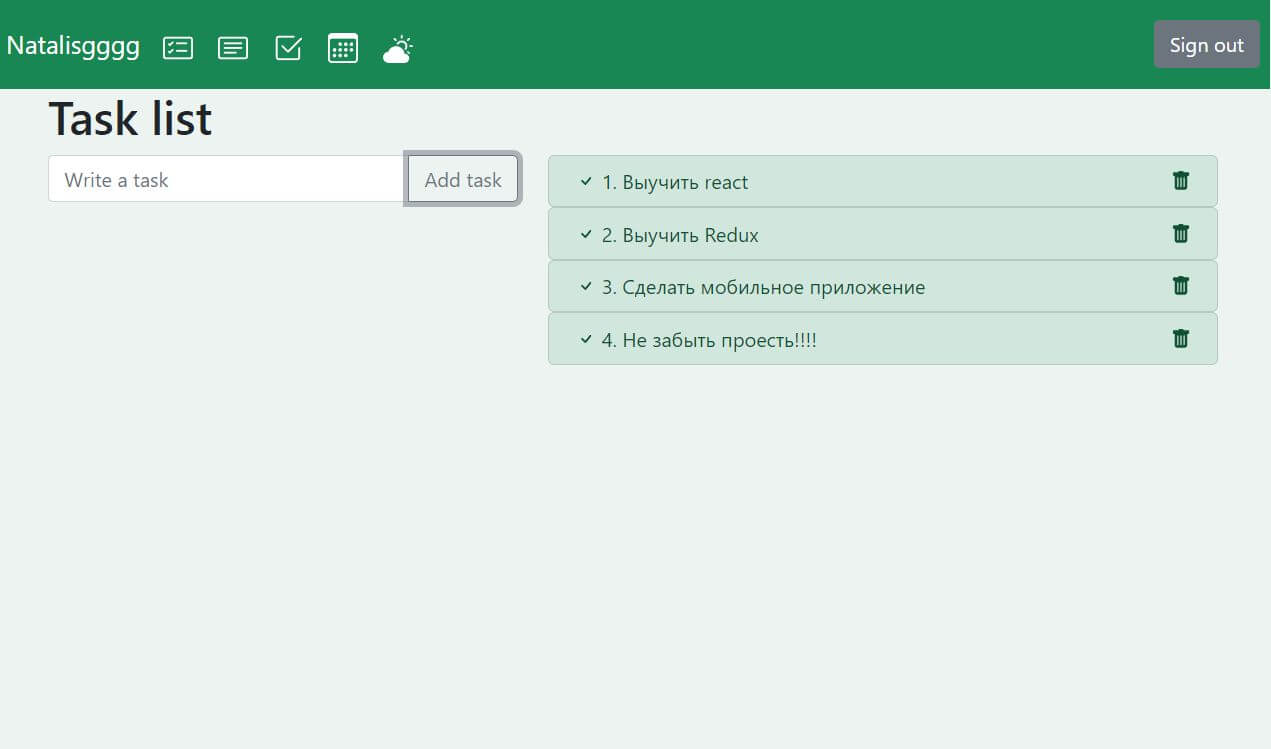 Natalisgggg
Sign out
Task list
Write a task
Add task
1. Выучить react
2. Выучить Redux
3. Сделать мобильное приложение
4. Не забыть проесть!!!!